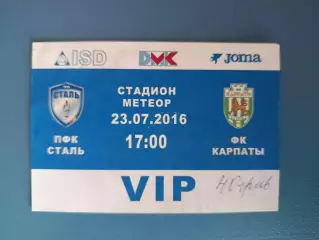 ISD DMK Joma
СТАДИОН
МЕТЕОР
СТАЛЬ
23.07.2016
17:00
ПФК
СТАЛЬ
ФК
КАРПАТЫ
VIP